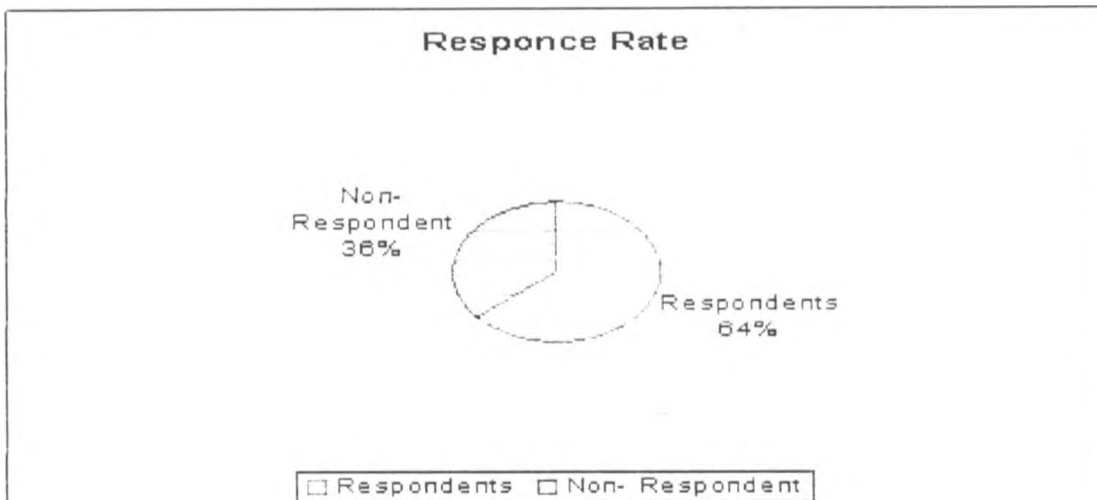 Responce Rate
Non-
Respondent
36%
Respondents
64%
Respondents Non- Respondent